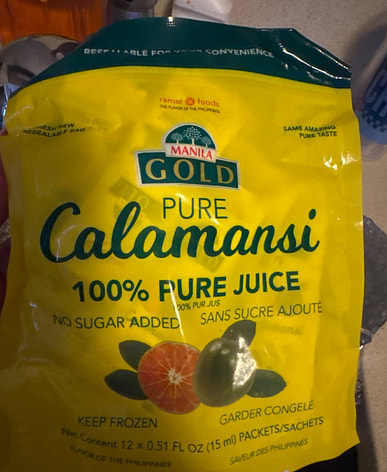 RESEALABLE FOR YOUR CONVENIENCE
ramar foods
THE FLAVOR OF THE PHILIPPINES
FRESH NEW
RESEALABLE BAG
SAME AMAZING
PURE TASTE
MANILA
GOLD
PURE
Calamansi
100% PURE JUICE
100% PUR JUS
NO SUGAR ADDED
SANS SUCRE AJOUTÉ
KEEP FROZEN
GARDER CONGELÉ
Net Content 12 x 0.51 FL OZ (15 ml) PACKETS/SACHETS
FLAVOR OF THE PHILIPPINES
SAVEUR DES PHILIPPINES